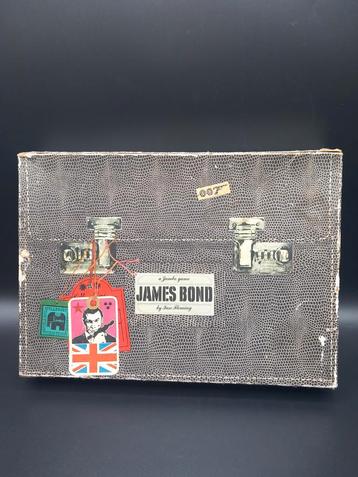 007
a Jumbo game
JAMES BOND
by Ian Fleming